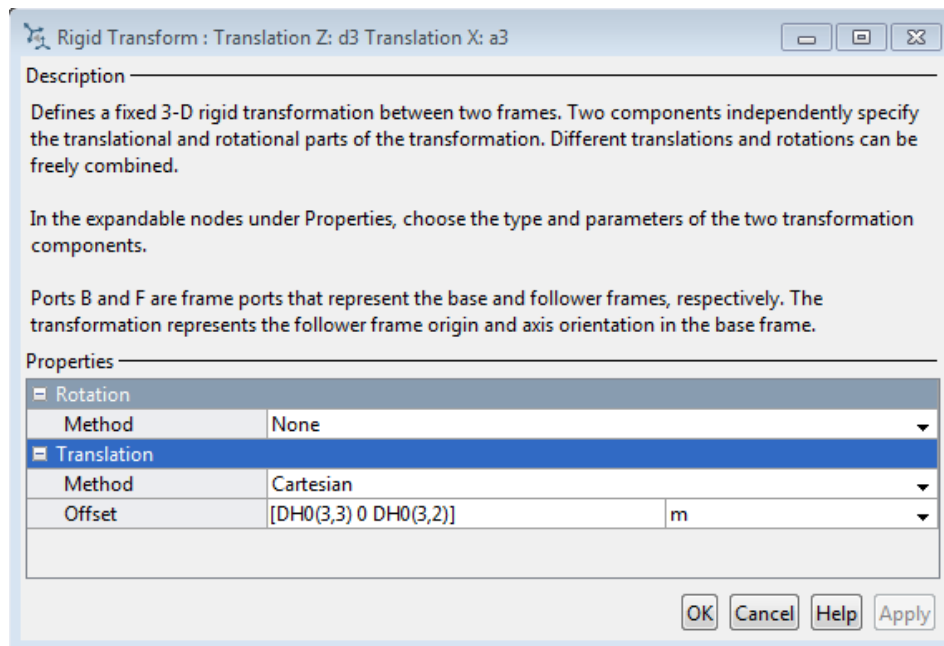 Rigid Transform : Translation Z: d3 Translation X: a3
Description
Defines a fixed 3-D rigid transformation between two frames. Two components independently specify
the translational and rotational parts of the transformation. Different translations and rotations can be
freely combined.
In the expandable nodes under Properties, choose the type and parameters of the two transformation
components.
Ports B and F are frame ports that represent the base and follower frames, respectively. The
transformation represents the follower frame origin and axis orientation in the base frame.
Properties
Rotation
Method None
Translation
Method Cartesian
Offset [DH0(3,3) 0 DH0(3,2)] m
OK Cancel Help Apply